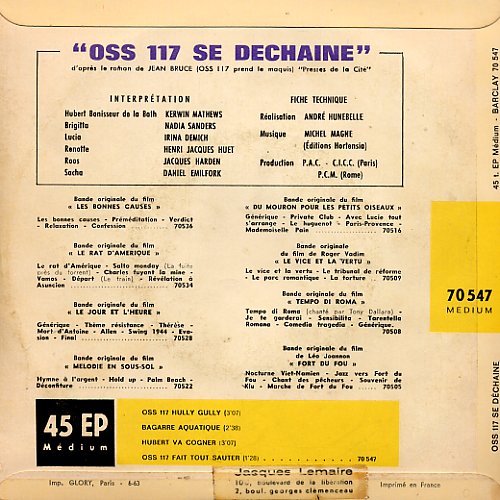 "OSS 117 SE DECHAINE"
d'après le roman de JEAN BRUCE (OSS 117 prend le maquis) "Presses de la Cité"
INTERPRÉTATION
Hubert Bonisseur de la Bath KERWIN MATHEWS
Brigitta NADIA SANDERS
Lucia IRINA DEMICH
Renotte HENRI JACQUES HUET
Roos JACQUES HARDEN
Sacha DANIEL EMILFORK
FICHE TECHNIQUE
Réalisation ANDRÉ HUNEBELLE
Musique MICHEL MAGNE
(Éditions Hortensia)
Production P.A.C. - C.I.C.C. (Paris)
P.C.M. (Rome)
Bande originale du film
« LES BONNES CAUSES »
Les bonnes causes - Préméditation - Verdict
- Relaxation - Confession 70536
Bande originale du film
« LE RAT D'AMERIQUE »
Le rat d'Amérique - Salto monday (La fuite
près du torrent) - Charles fuyant la mine -
Vamos - Départ (Le train) - Révélation à
Asuncion 70534
Bande originale du film
« LE JOUR ET L'HEURE »
Générique - Thème résistance - Thérèse -
Mort d'Antoine - Allen - Swing 1944 - Eva-
sion - Final 70528
Bande originale du film
« MELODIE EN SOUS-SOL »
Hymne à l'argent - Hold up - Palm Beach -
Déconfiture 70522
Bande originale du film
« DU MOURON POUR LES PETITS OISEAUX »
Générique - Private Club - Avec Lucie tout
s'arrange - Le huguenot - Paris-Provence -
Mademoiselle Pain 70516
Bande originale
du film de Roger Vadim
« LE VICE ET LA VERTU »
Le vice et la vertu - Le tribunal de réforme
- Le parc romantique - La torture 70509
Bande originale du film
« TEMPO DI ROMA »
Tempo di Roma (chanté par Tony Dallara) -
Je te garderai - Sensibilita - Tarentella
Romana - Comedia tragedia - Générique.
70508
Bande originale du film
de Léo Joannon
« FORT DU FOU »
Nocturne Viet-Namien - Jazz vers Fort du
Fou - Chant des pêcheurs - Souvenir de
Klu - Marche de Fort du Fou 70505
45 t. EP Médium - BARCLAY 70 547
70 547
MEDIUM
OSS 117 SE DÉCHAINE
45 EP
Médium
OSS 117 HULLY GULLY (3'07)
BAGARRE AQUATIQUE (2'38)
HUBERT VA COGNER (3'07)
OSS 117 FAIT TOUT SAUTER (1'28) 70 547
Jacques Lemaire
10, boulevard de la libération
2, boul. georges clémenceau
Imp. GLORY, Paris - 6-63
Imprimé en France